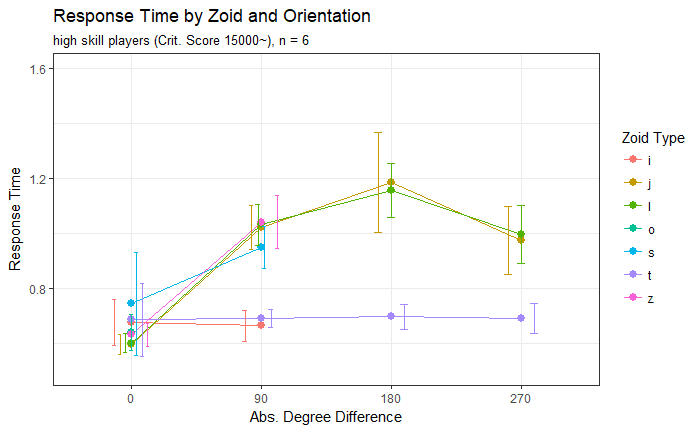 Response Time by Zoid and Orientation
high skill players (Crit. Score 15000~), n = 6
1.6
1.2
0.8
Response Time
0
90
180
270
Abs. Degree Difference
Zoid Type
i
j
l
o
s
t
z